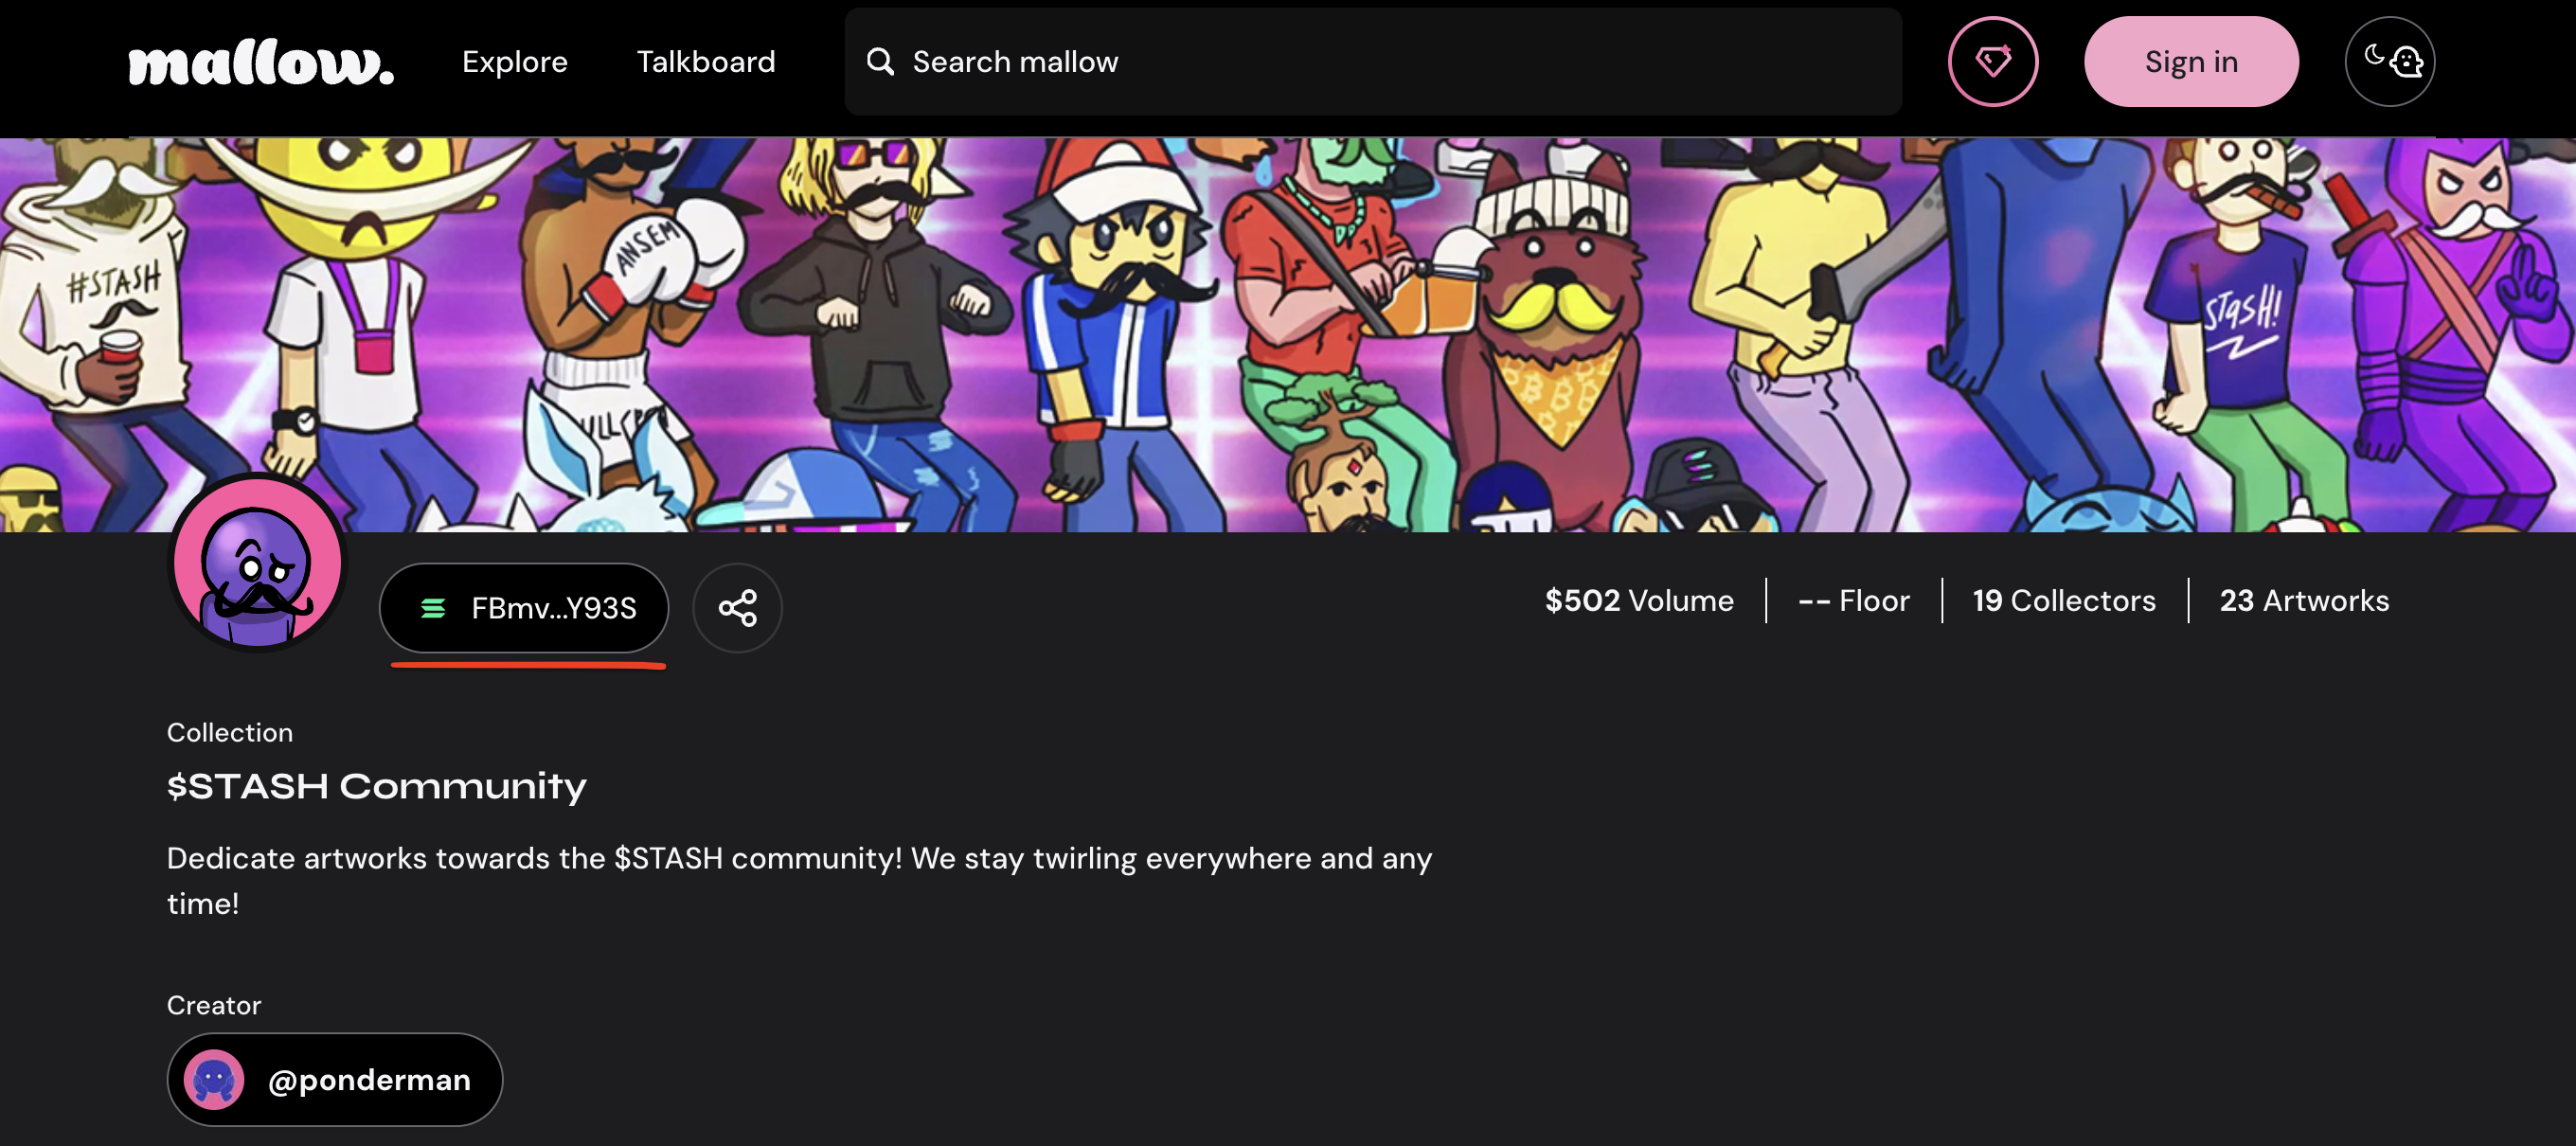 mallow.
Explore
Talkboard
Search mallow
Sign in
#STASH
ANSEM
STASH!
FBmv...Y93S
$502 Volume
-- Floor
19 Collectors
23 Artworks
Collection
$STASH Community
Dedicate artworks towards the $STASH community! We stay twirling everywhere and any
time!
Creator
@ponderman